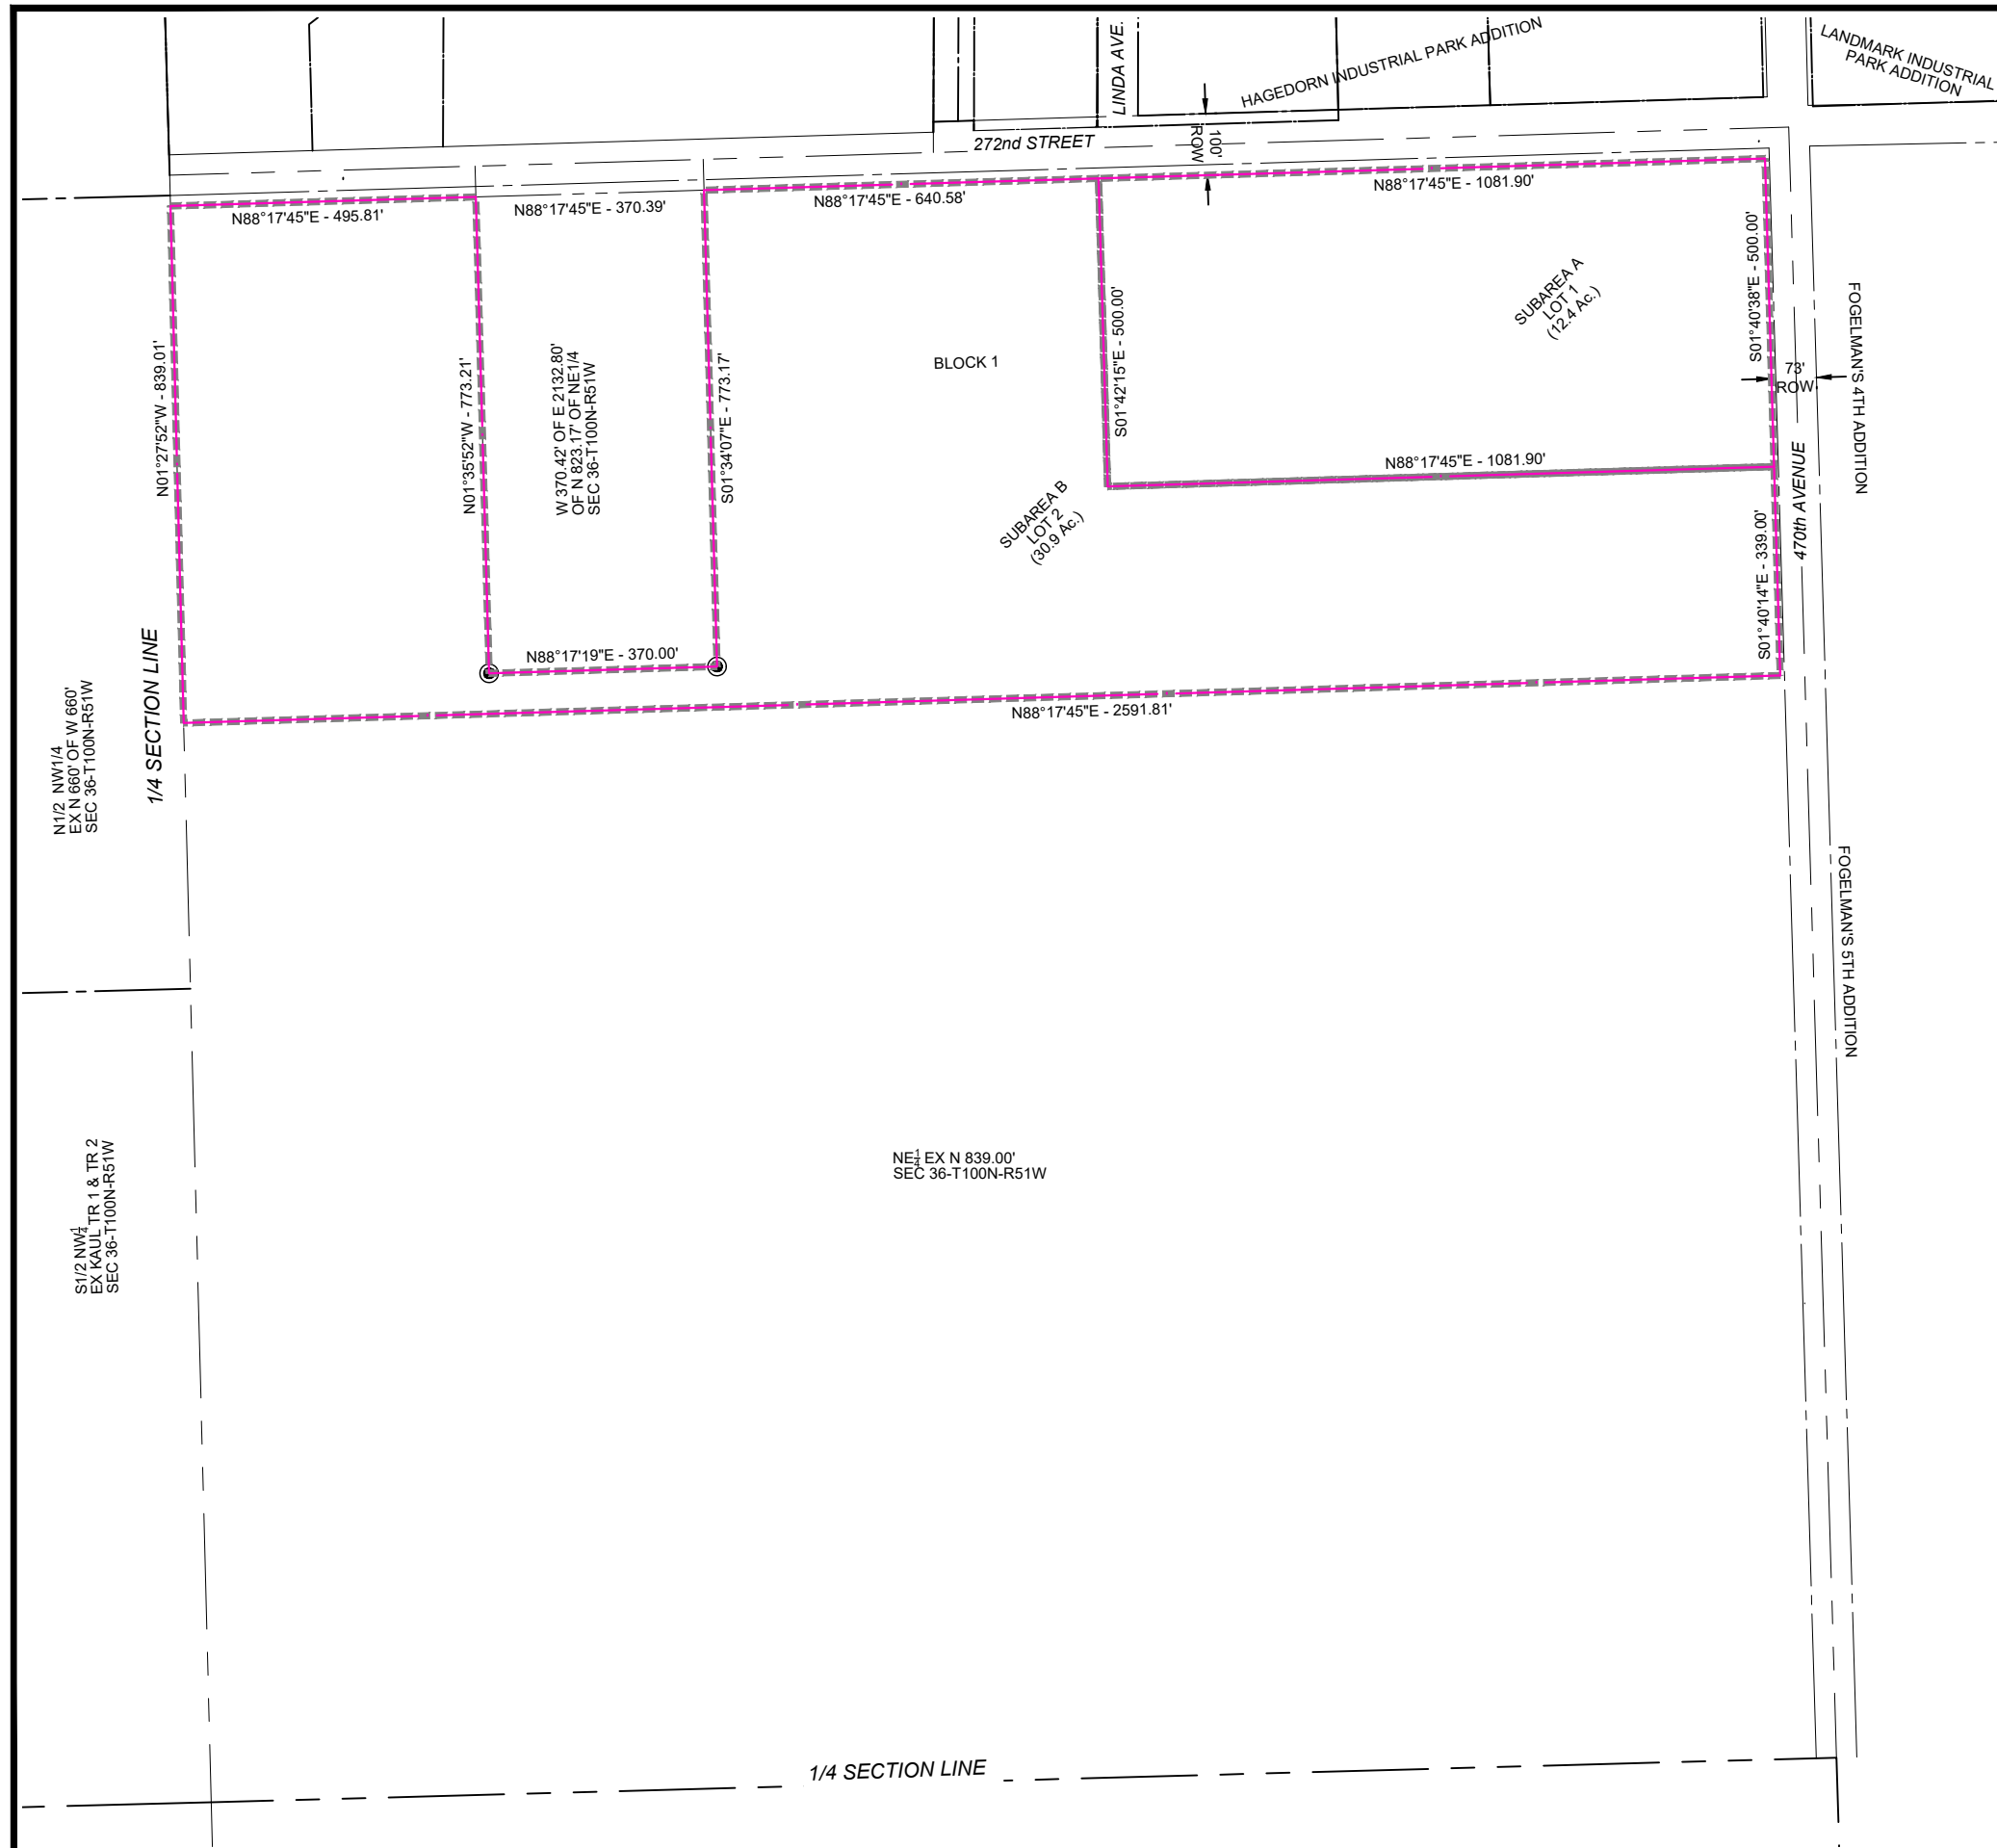 LINDA AVE.
HAGEDORN INDUSTRIAL PARK ADDITION
LANDMARK INDUSTRIAL
PARK ADDITION
272nd STREET
100'
ROW
N88°17'45"E - 495.81'
N88°17'45"E - 370.39'
N88°17'45"E - 640.58'
N88°17'45"E - 1081.90'
N01°27'52"W - 839.01'
N01°35'52"W - 773.21'
W 370.42' OF E 2132.80'
OF N 823.17' OF NE1/4
SEC 36-T100N-R51W
S01°34'07"E - 773.17'
BLOCK 1
S01°42'15"E - 500.00'
SUBAREA A
LOT 1
(12.4 Ac.)
S01°40'38"E - 500.00'
73'
ROW
FOGELMAN'S 4TH ADDITION
N88°17'45"E - 1081.90'
SUBAREA B
LOT 2
(30.9 Ac.)
470th AVENUE
S01°40'14"E - 339.00'
N88°17'19"E - 370.00'
N88°17'45"E - 2591.81'
1/4 SECTION LINE
N1/2 NW1/4
EX N 660' OF W 660'
SEC 36-T100N-R51W
FOGELMAN'S 5TH ADDITION
NE1/4 EX N 839.00'
SEC 36-T100N-R51W
S1/2 NW1/4
EX KAUL TR 1 & TR 2
SEC 36-T100N-R51W
1/4 SECTION LINE